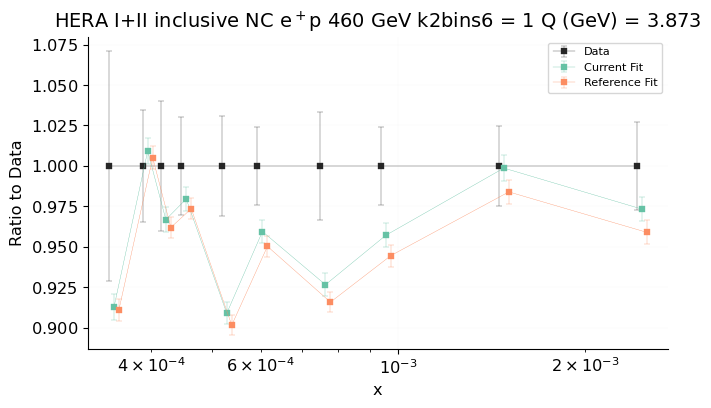 HERA I+II inclusive NC e⁺p 460 GeV k2bins6 = 1 Q (GeV) = 3.873
Data
Current Fit
Reference Fit
Ratio to Data
1.075
1.050
1.025
1.000
0.975
0.950
0.925
0.900
4 × 10⁻⁴
6 × 10⁻⁴
10⁻³
2 × 10⁻³
x